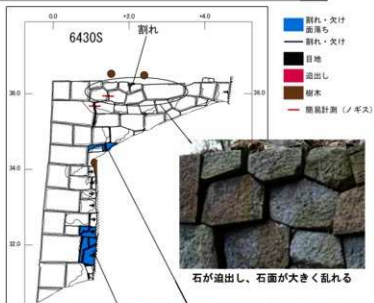 ±0.0
+2.0
+4.0
6430S
割れ
36.0
36.0
34.0
32.0
割れ・欠け
面落ち
割れ・欠け
目地
迫出し
樹木
簡易計測(ノギス)
石が迫出し、石面が大きく乱れる